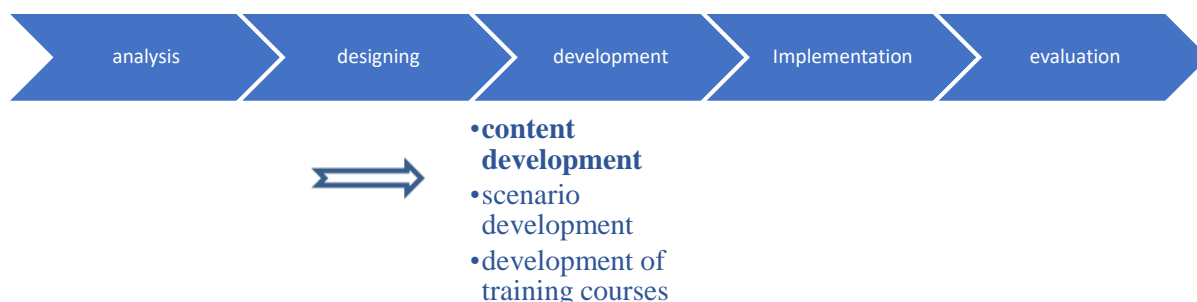 analysis
designing
development
Implementation
evaluation
•content
development
•scenario
development
•development of
training courses